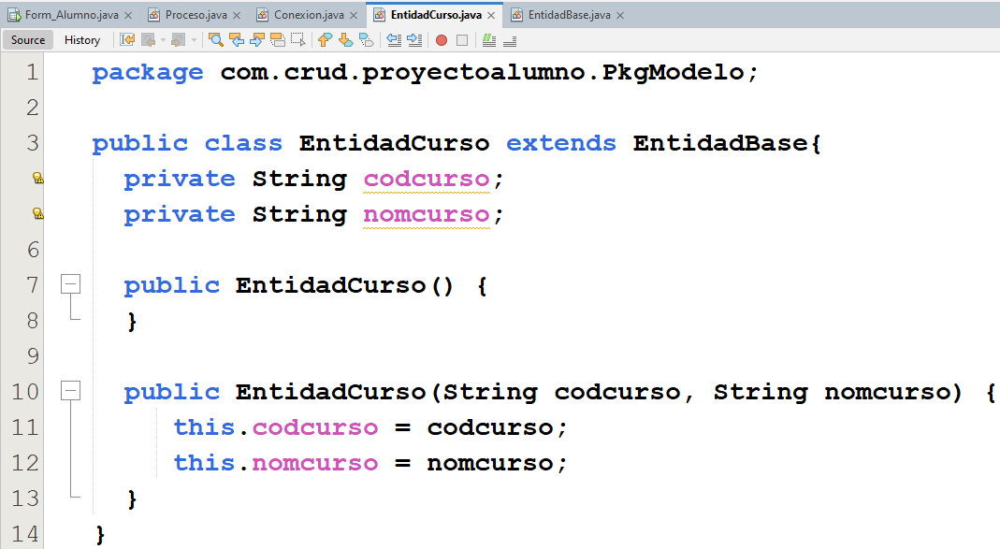 Form_Alumno.java × Proceso.java × Conexion.java × EntidadCurso.java × EntidadBase.java ×
Source History
1 package com.crud.proyectoalumno.PkgModelo;
2
3 public class EntidadCurso extends EntidadBase{
private String codcurso;
private String nomcurso;
6
7 public EntidadCurso() {
8 }
9
10 public EntidadCurso(String codcurso, String nomcurso) {
11 this.codcurso = codcurso;
12 this.nomcurso = nomcurso;
13 }
14 }